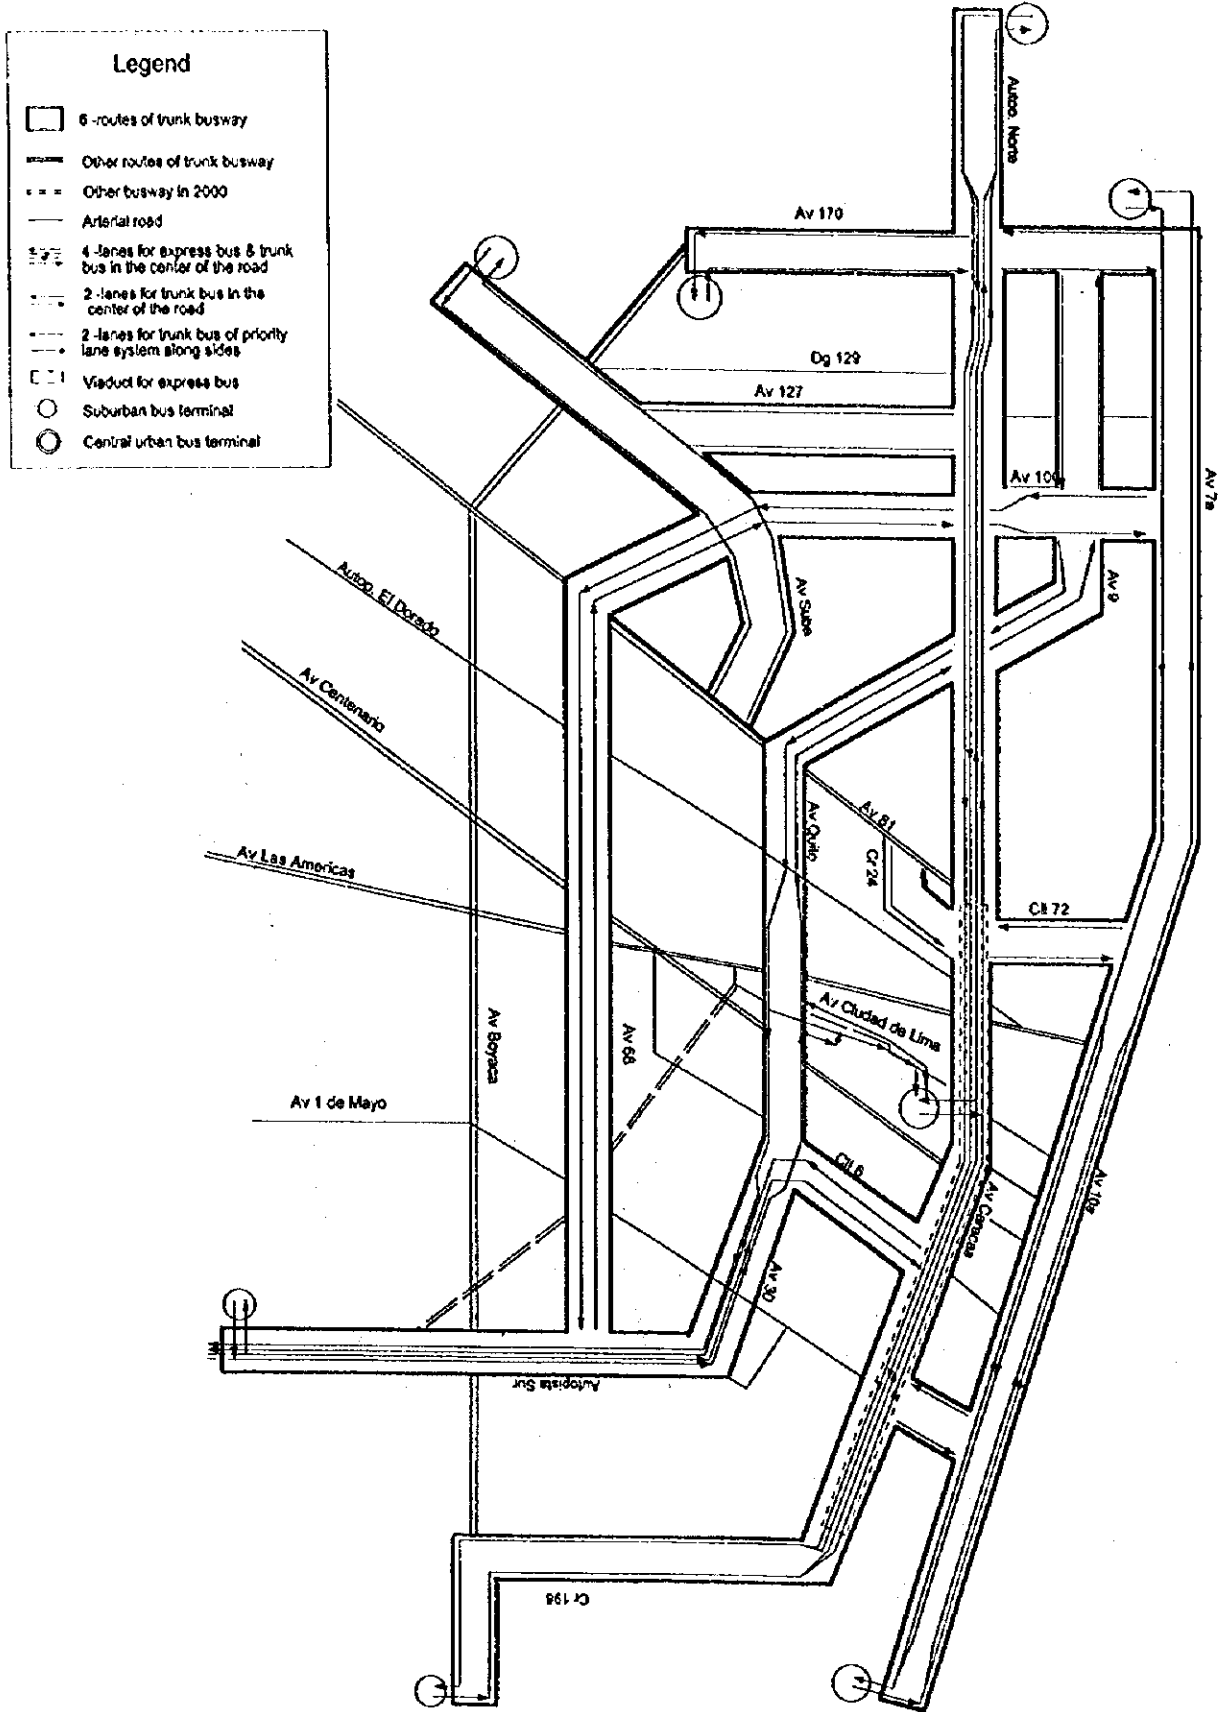 Legend
6 -routes of trunk busway
Other routes of trunk busway
Other busway in 2000
Arterial road
4 -lanes for express bus & trunk
bus in the center of the road
2 -lanes for trunk bus in the
center of the road
2 -lanes for trunk bus of priority
lane system along sides
Viaduct for express bus
Suburban bus terminal
Central urban bus terminal
Autop. Norte
Av 170
Dg 129
Av 127
Av 100
Av 7a
Av 9
Av Suba
Autop. El Dorado
Av Centenario
Av Quito
Av 81
Cr 24
Av Las Americas
Cll 72
Av Ciudad de Lima
Av Boyaca
Av 68
Av 1 de Mayo
Cll 6
Av Caracas
Av 10a
Av 30
Autopista Sur
Cr 198